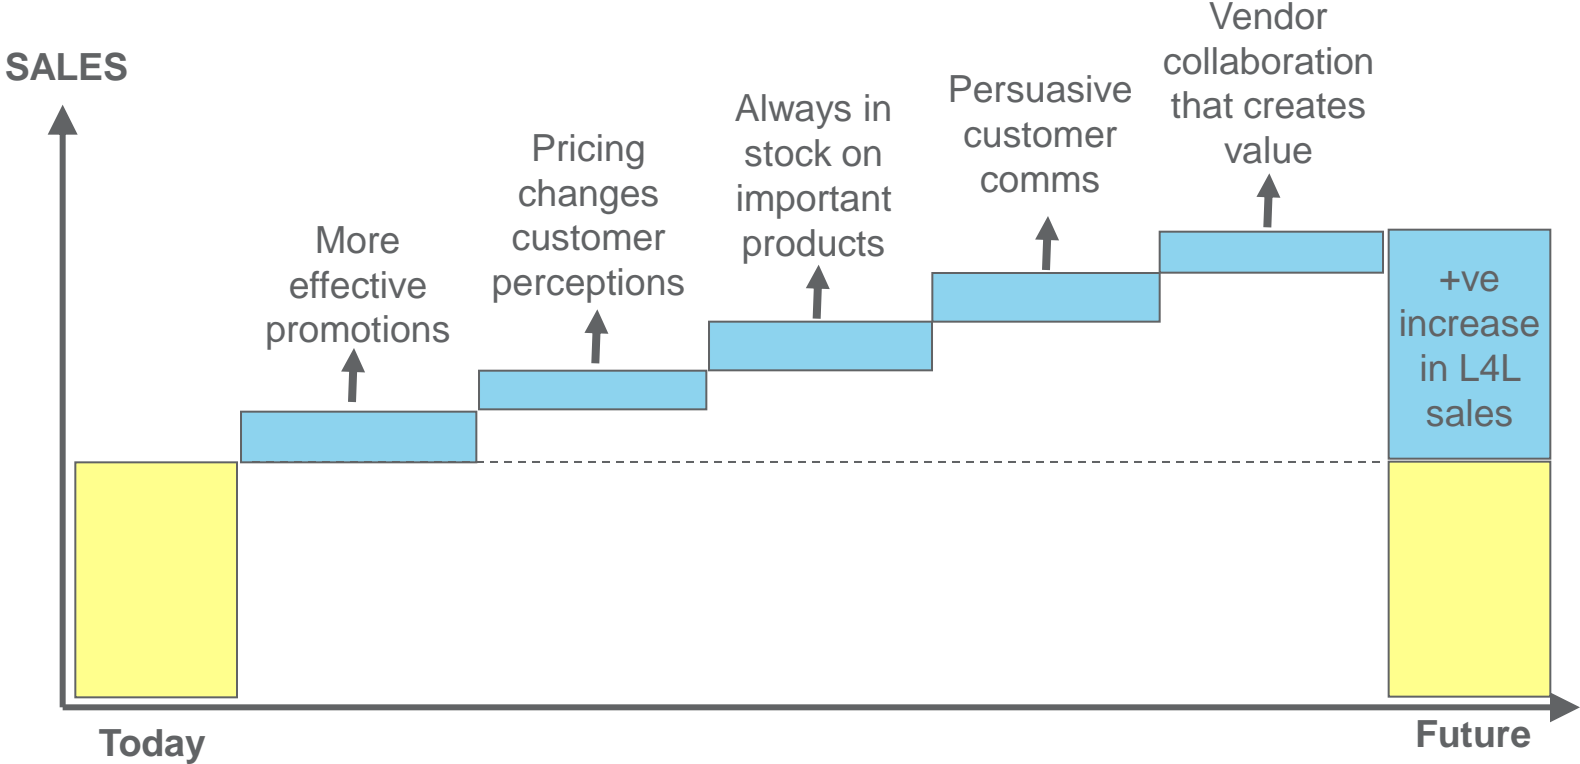 SALES
More
effective
promotions
Pricing
changes
customer
perceptions
Always in
stock on
important
products
Persuasive
customer
comms
Vendor
collaboration
that creates
value
+ve
increase
in L4L
sales
Today
Future